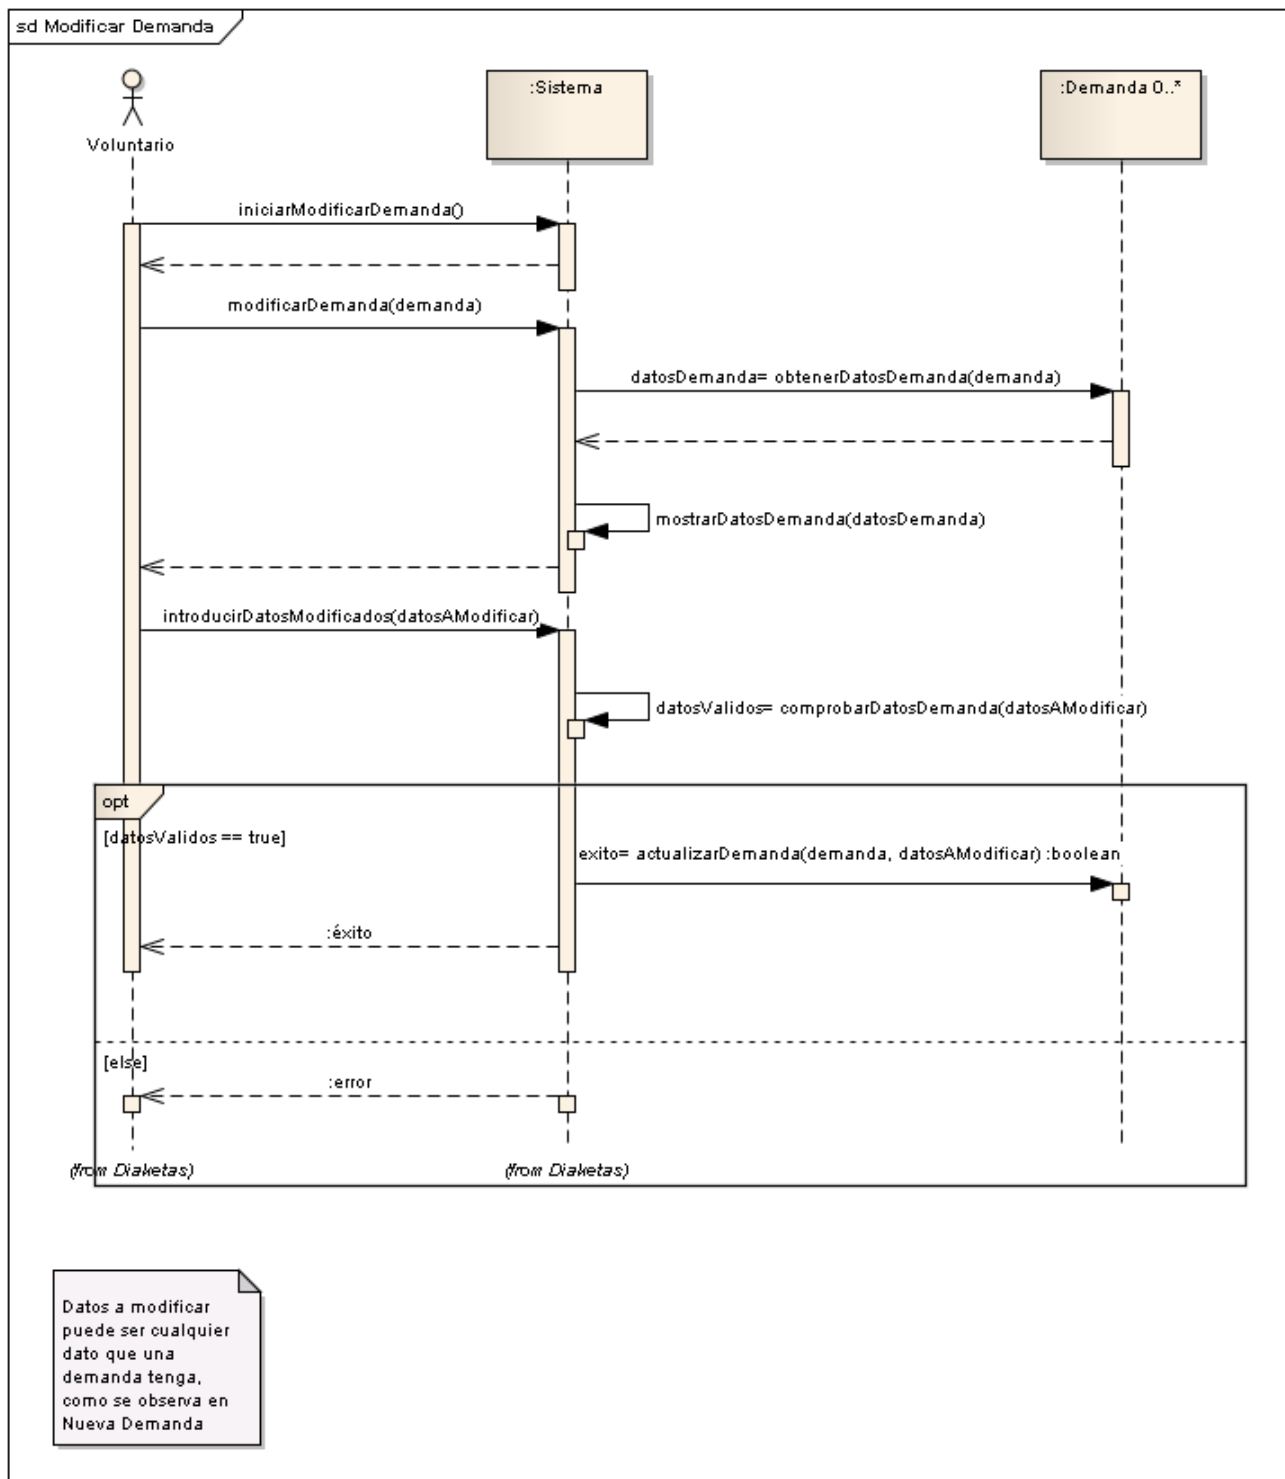 sd Modificar Demanda
:Sistema
:Demanda 0..*
Voluntario
iniciarModificarDemanda()
modificarDemanda(demanda)
datosDemanda= obtenerDatosDemanda(demanda)
mostrarDatosDemanda(datosDemanda)
introducirDatosModificados(datosAModificar)
datosValidos= comprobarDatosDemanda(datosAModificar)
opt
[datosValidos == true]
exito= actualizarDemanda(demanda, datosAModificar) :boolean
:éxito
[else]
:error
(from Diaketas)
(from Diaketas)
Datos a modificar
puede ser cualquier
dato que una
demanda tenga,
como se observa en
Nueva Demanda